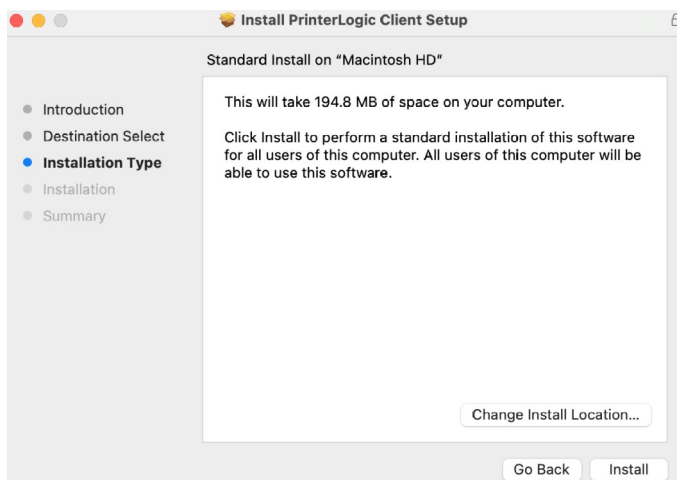 Install PrinterLogic Client Setup
Standard Install on “Macintosh HD”
Introduction
Destination Select
Installation Type
Installation
Summary
This will take 194.8 MB of space on your computer.
Click Install to perform a standard installation of this software
for all users of this computer. All users of this computer will be
able to use this software.
Change Install Location...
Go Back
Install